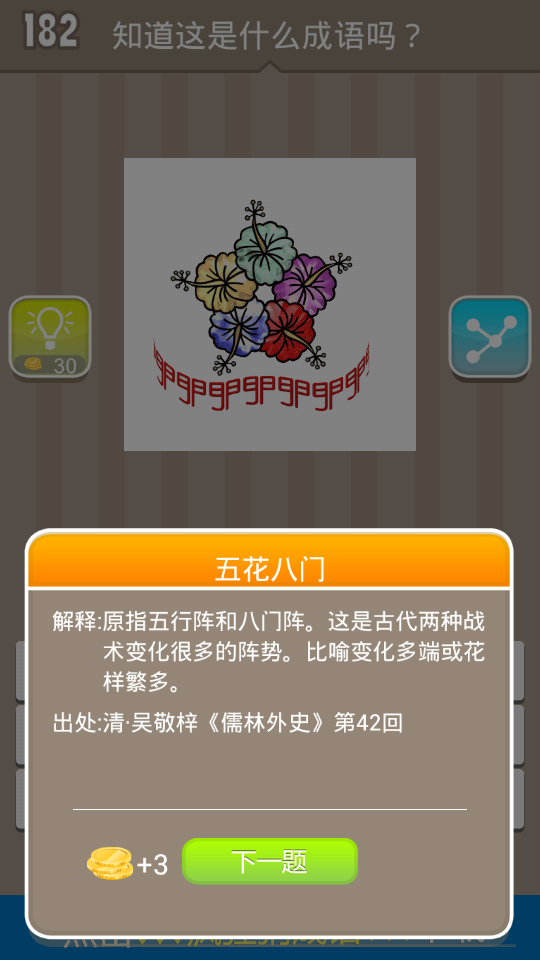 182
知道这是什么成语吗？
30
五花八门
解释:原指五行阵和八门阵。这是古代两种战
术变化很多的阵势。比喻变化多端或花
样繁多。
出处:清·吴敬梓《儒林外史》第42回
+3
下一题